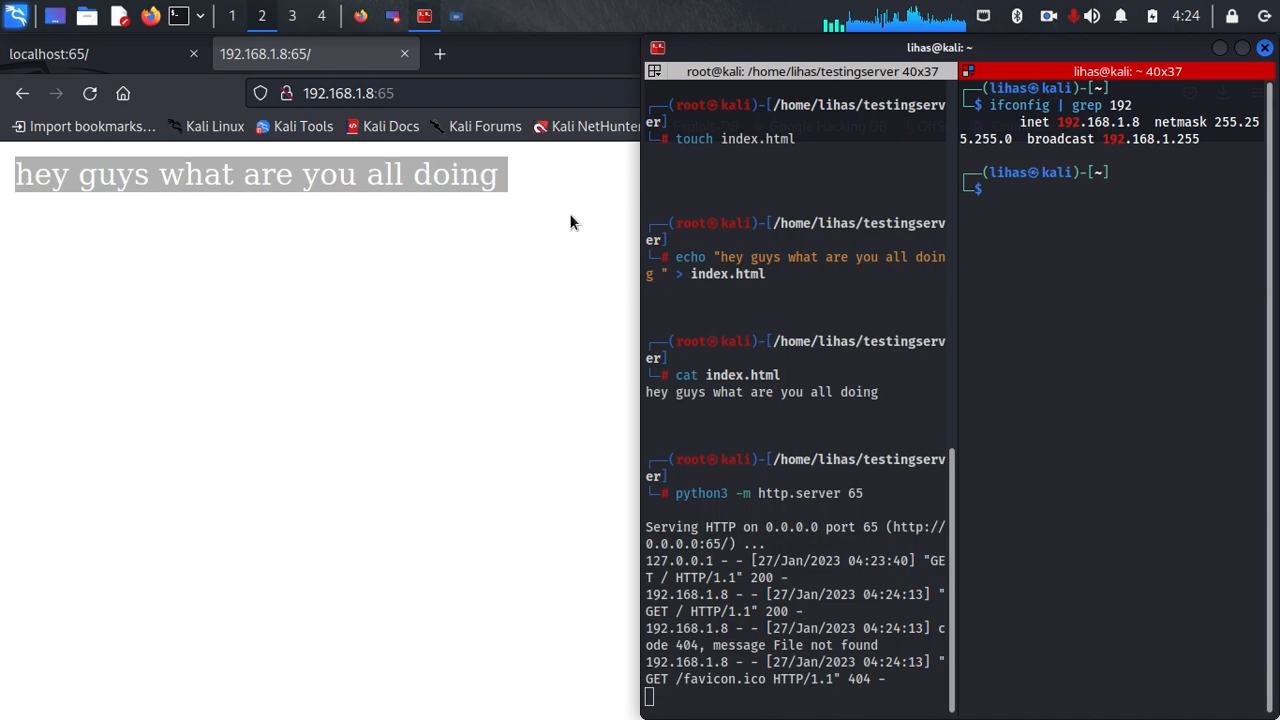 1 2 3 4 4:24
localhost:65/ 192.168.1.8:65/
192.168.1.8:65
Import bookmarks... Kali Linux Kali Tools Kali Docs Kali Forums Kali NetHunter
hey guys what are you all doing
lihas@kali: ~
root@kali: /home/lihas/testingserver 40x37
┌──(root㉿kali)-[/home/lihas/testingserv
er]
└─# touch index.html
┌──(root㉿kali)-[/home/lihas/testingserv
er]
└─# echo "hey guys what are you all doin
g " > index.html
┌──(root㉿kali)-[/home/lihas/testingserv
er]
└─# cat index.html
hey guys what are you all doing
┌──(root㉿kali)-[/home/lihas/testingserv
er]
└─# python3 -m http.server 65
Serving HTTP on 0.0.0.0 port 65 (http://
0.0.0.0:65/) ...
127.0.0.1 - - [27/Jan/2023 04:23:40] "GE
T / HTTP/1.1" 200 -
192.168.1.8 - - [27/Jan/2023 04:24:13] "
GET / HTTP/1.1" 200 -
192.168.1.8 - - [27/Jan/2023 04:24:13] c
ode 404, message File not found
192.168.1.8 - - [27/Jan/2023 04:24:13] "
GET /favicon.ico HTTP/1.1" 404 -
lihas@kali: ~ 40x37
┌──(lihas㉿kali)-[~]
└─$ ifconfig | grep 192
inet 192.168.1.8 netmask 255.25
5.255.0 broadcast 192.168.1.255
┌──(lihas㉿kali)-[~]
└─$